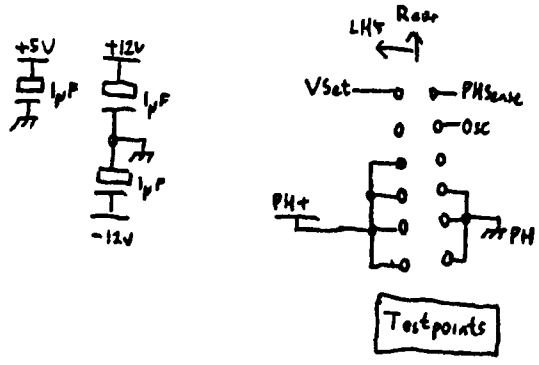 +5V
1µF
+12V
1µF
1µF
-12V
LHS
Rear
VSet
PHSense
OSC
PH+
PH
Testpoints